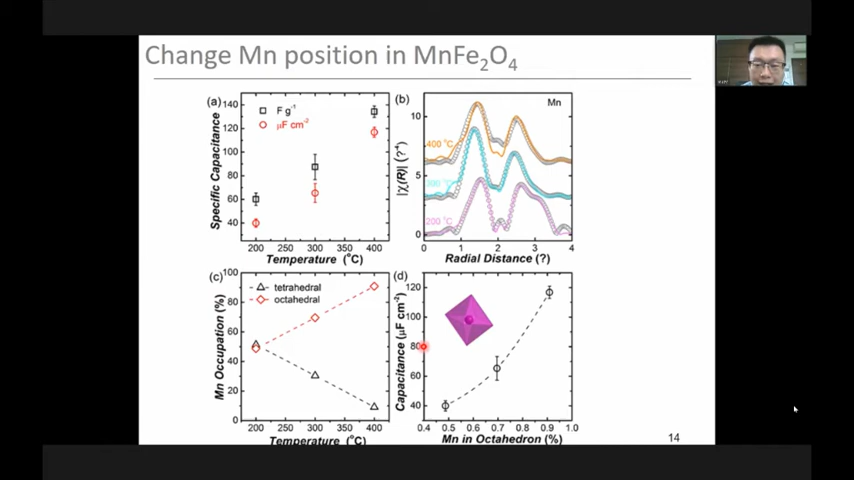 Change Mn position in MnFe2O4
(a)
140
120
100
80
60
40
200 250 300 350 400
Specific Capacitance
Temperature (°C)
F g-1
μF cm-2
(b)
Mn
10
5
0
0 1 2 3 4
|χ(R)| (?-4)
Radial Distance (?)
400 °C
300 °C
200 °C
(c)
100
80
60
40
20
0
200 250 300 350 400
Mn Occupation (%)
Temperature (°C)
tetrahedral
octahedral
(d)
120
100
80
60
40
0.4 0.5 0.6 0.7 0.8 0.9 1.0
Capacitance (μF cm-2)
Mn in Octahedron (%)
14